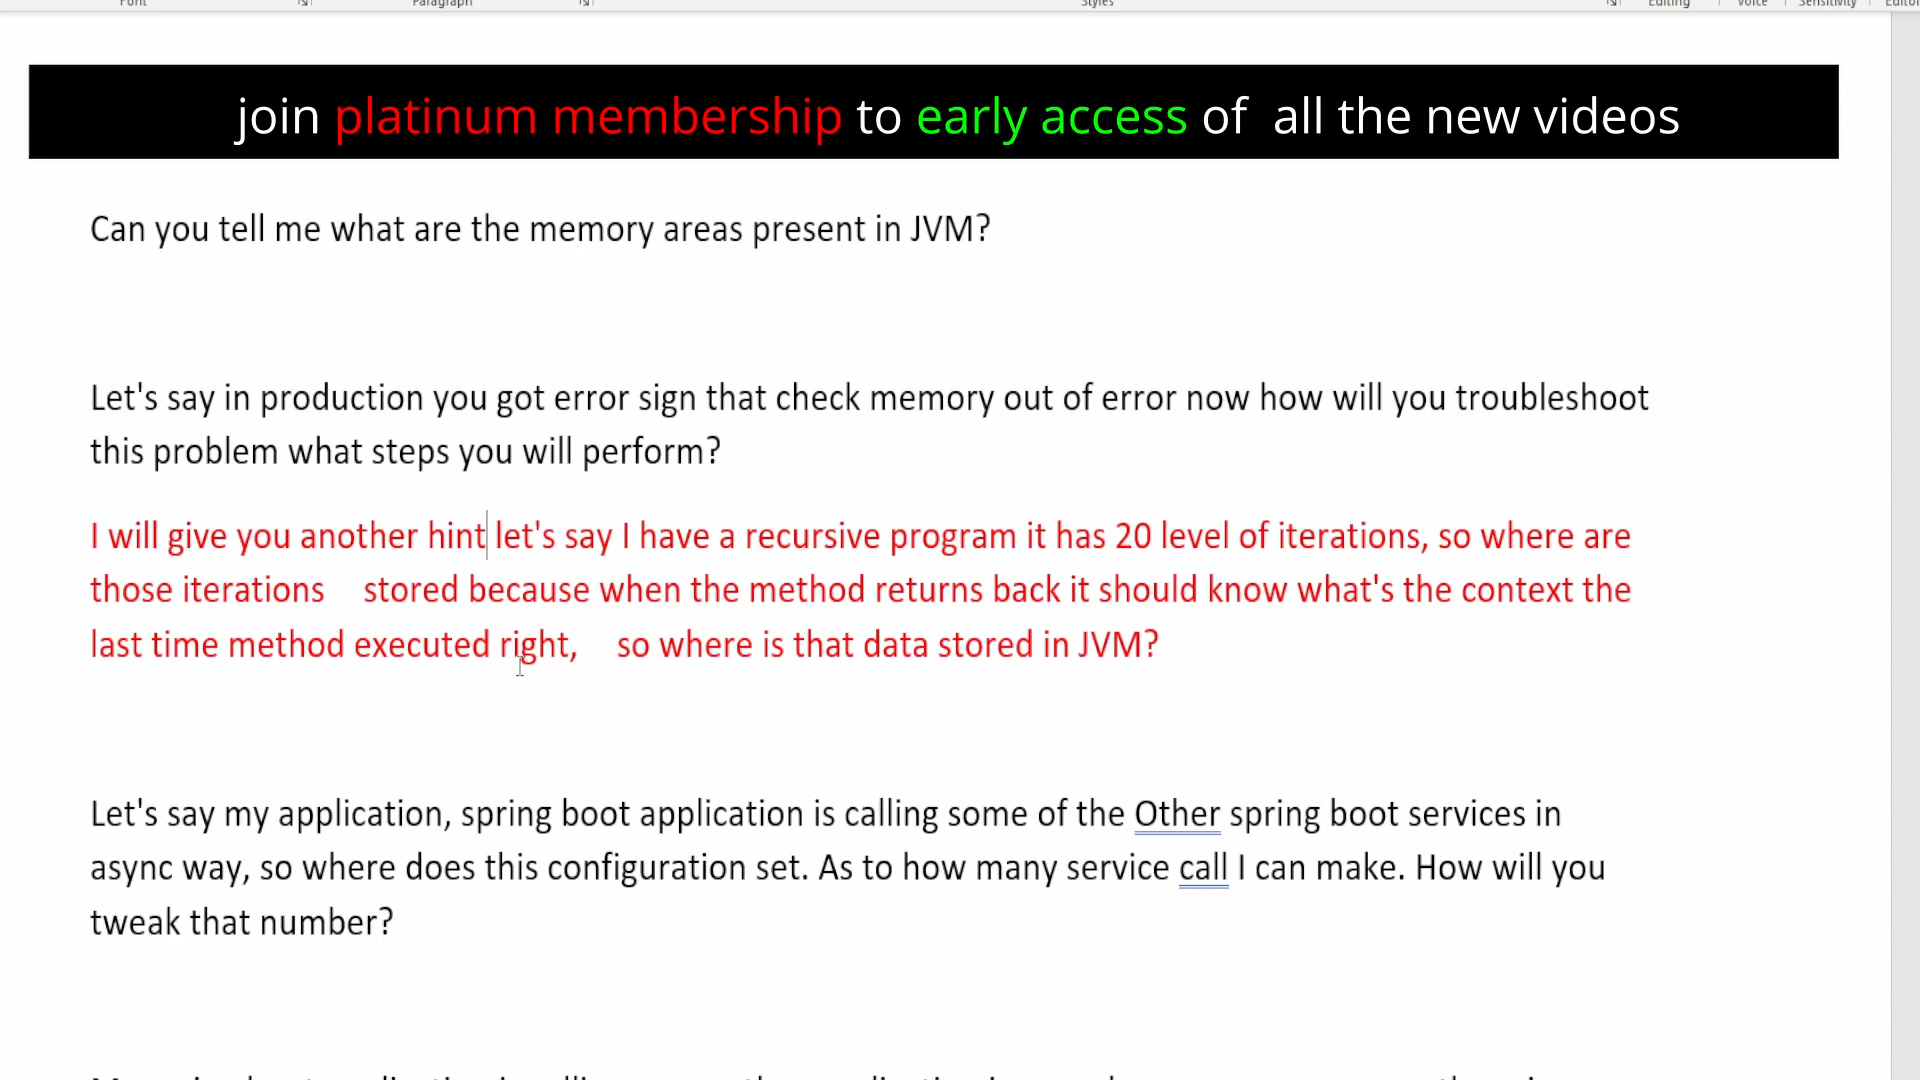 Font Paragraph Styles Editing Voice Sensitivity Editor
join platinum membership to early access of all the new videos
Can you tell me what are the memory areas present in JVM?
Let's say in production you got error sign that check memory out of error now how will you troubleshoot
this problem what steps you will perform?
I will give you another hint let's say I have a recursive program it has 20 level of iterations, so where are
those iterations stored because when the method returns back it should know what's the context the
last time method executed right, so where is that data stored in JVM?
Let's say my application, spring boot application is calling some of the Other spring boot services in
async way, so where does this configuration set. As to how many service call I can make. How will you
tweak that number?